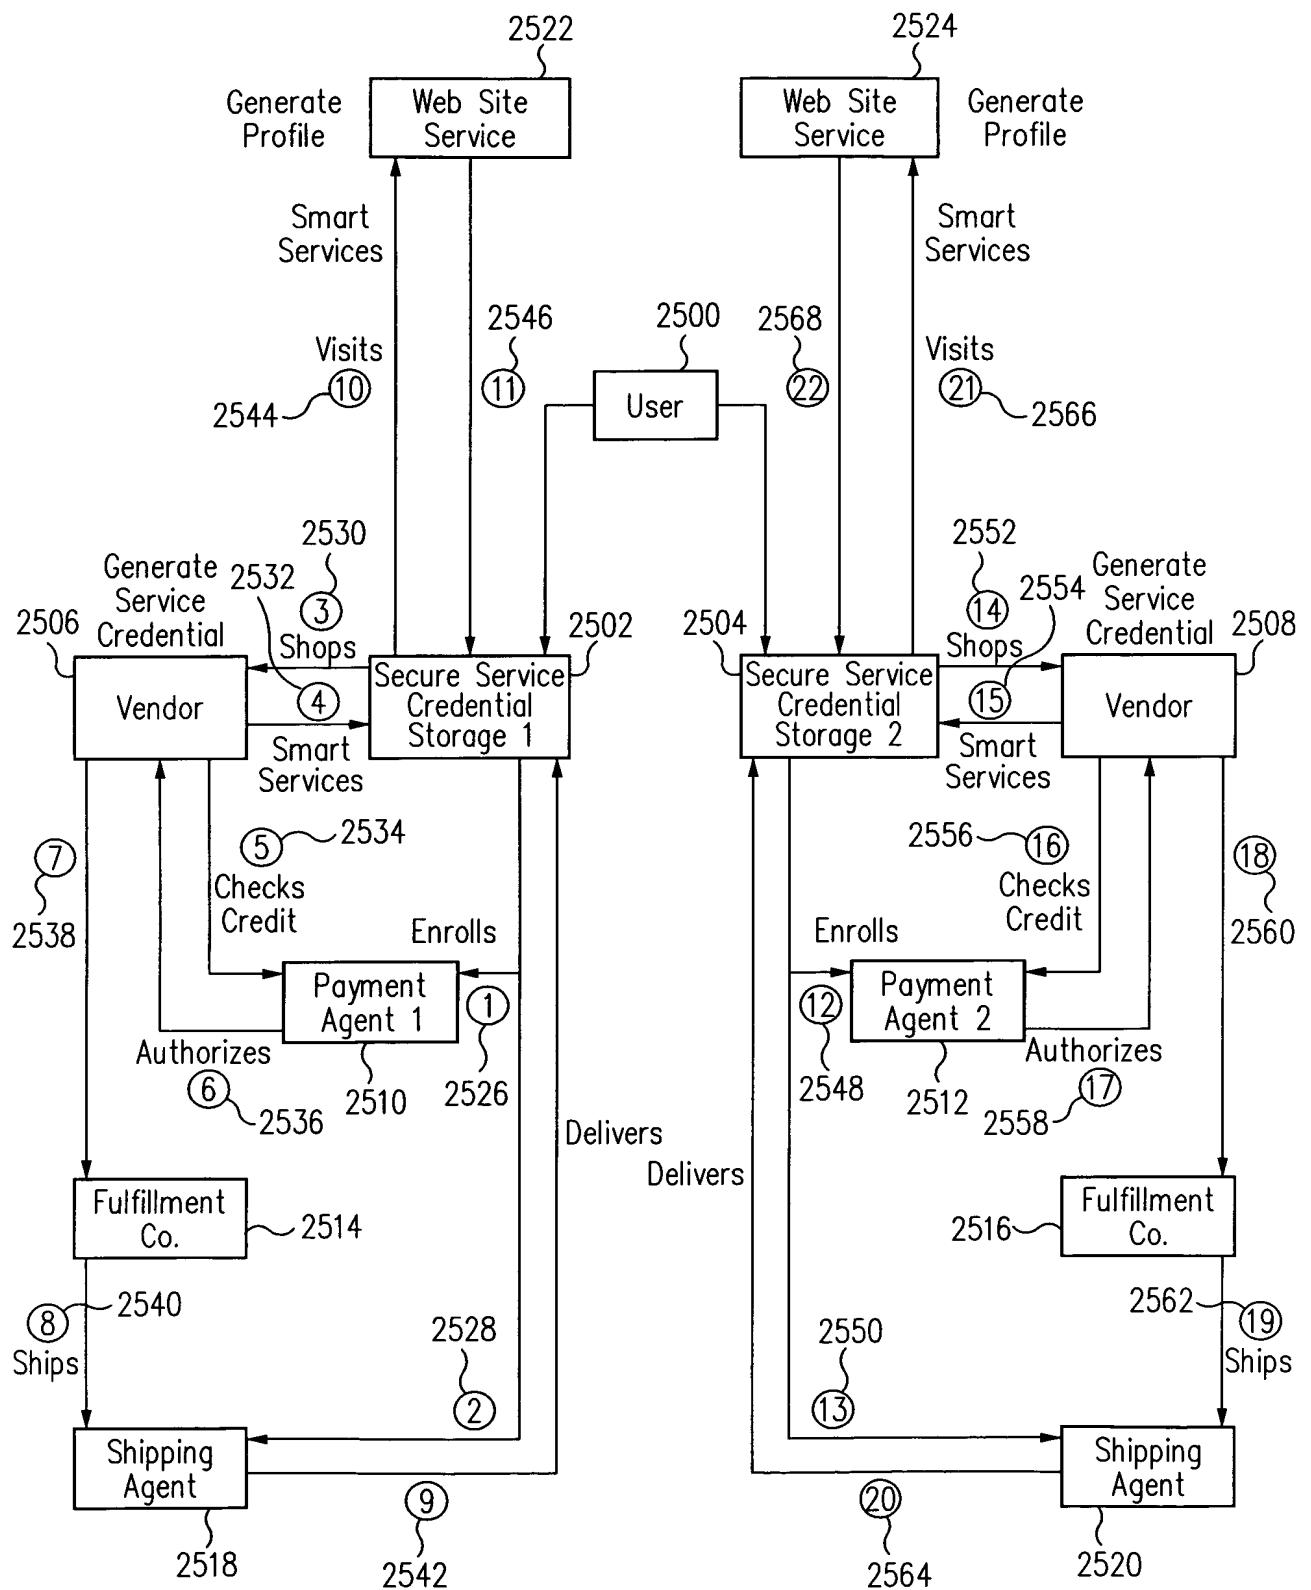 2522
2524
Generate
Profile
Web Site
Service
Web Site
Service
Generate
Profile
Smart
Services
Smart
Services
2546
2500
2568
Visits
10
11
User
22
Visits
21
2544
2566
2530
2552
Generate
Service
Credential
2532
3
Shops
14
Shops
2554
Generate
Service
Credential
2506
2502
2504
2508
Vendor
4
Secure Service
Credential
Storage 1
Secure Service
Credential
Storage 2
15
Vendor
Smart
Services
Smart
Services
7
5
2534
2556
16
18
Checks
Credit
Checks
Credit
2538
2560
Enrolls
Enrolls
Payment
Agent 1
1
12
Payment
Agent 2
Authorizes
6
2536
2510
2526
2548
2512
Authorizes
17
2558
Delivers
Delivers
Fulfillment
Co.
2514
2516
Fulfillment
Co.
8
2540
2562
19
Ships
Ships
2528
2550
2
13
Shipping
Agent
Shipping
Agent
9
20
2518
2542
2564
2520